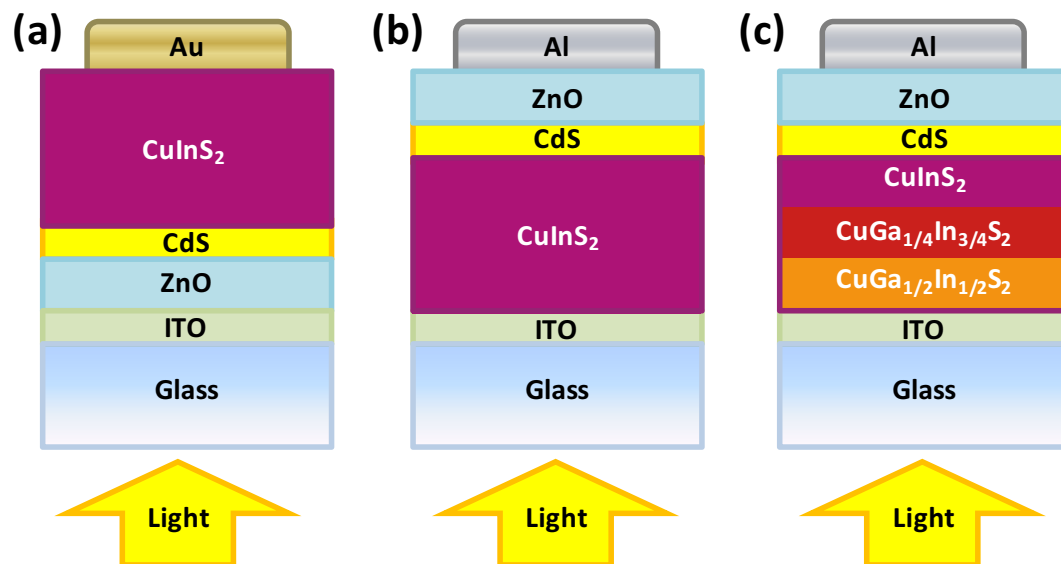 (a)
Au
CuInS₂
CdS
ZnO
ITO
Glass
Light
(b)
Al
ZnO
CdS
CuInS₂
ITO
Glass
Light
(c)
Al
ZnO
CdS
CuInS₂
CuGa₁/₄In₃/₄S₂
CuGa₁/₂In₁/₂S₂
ITO
Glass
Light